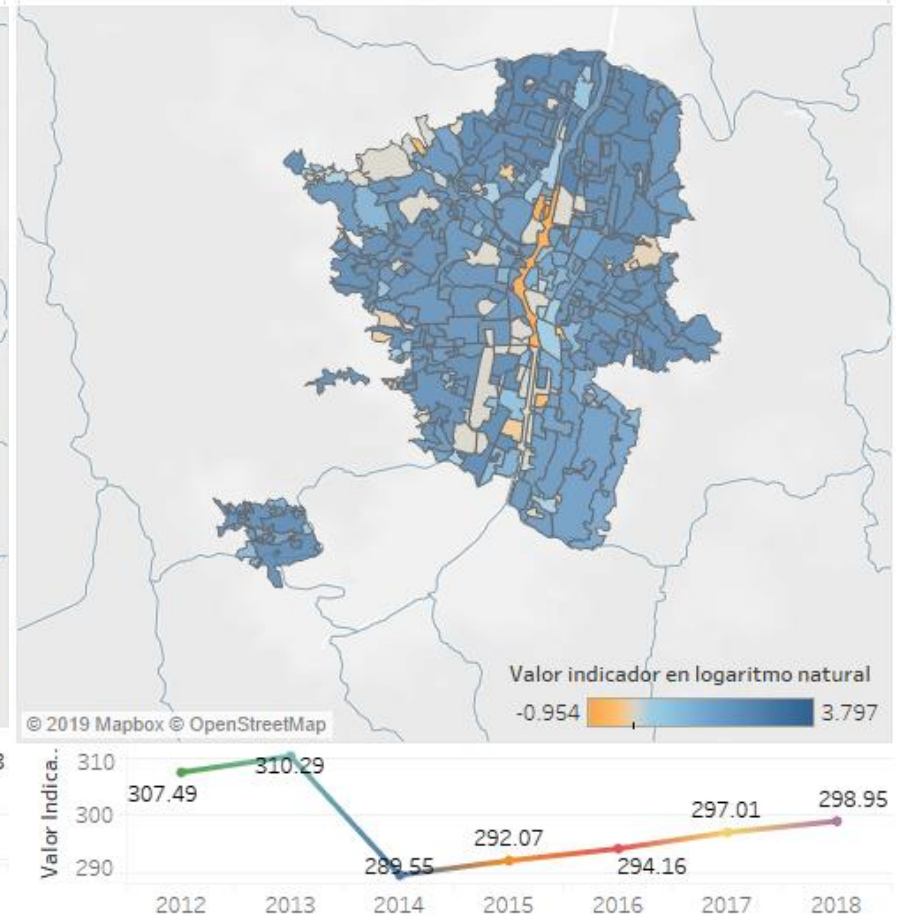 Valor indicador en logaritmo natural
-0.954 3.797
© 2019 Mapbox © OpenStreetMap
Valor Indica..
310
300
290
307.49
310.29
289.55
292.07
294.16
297.01
298.95
2012 2013 2014 2015 2016 2017 2018